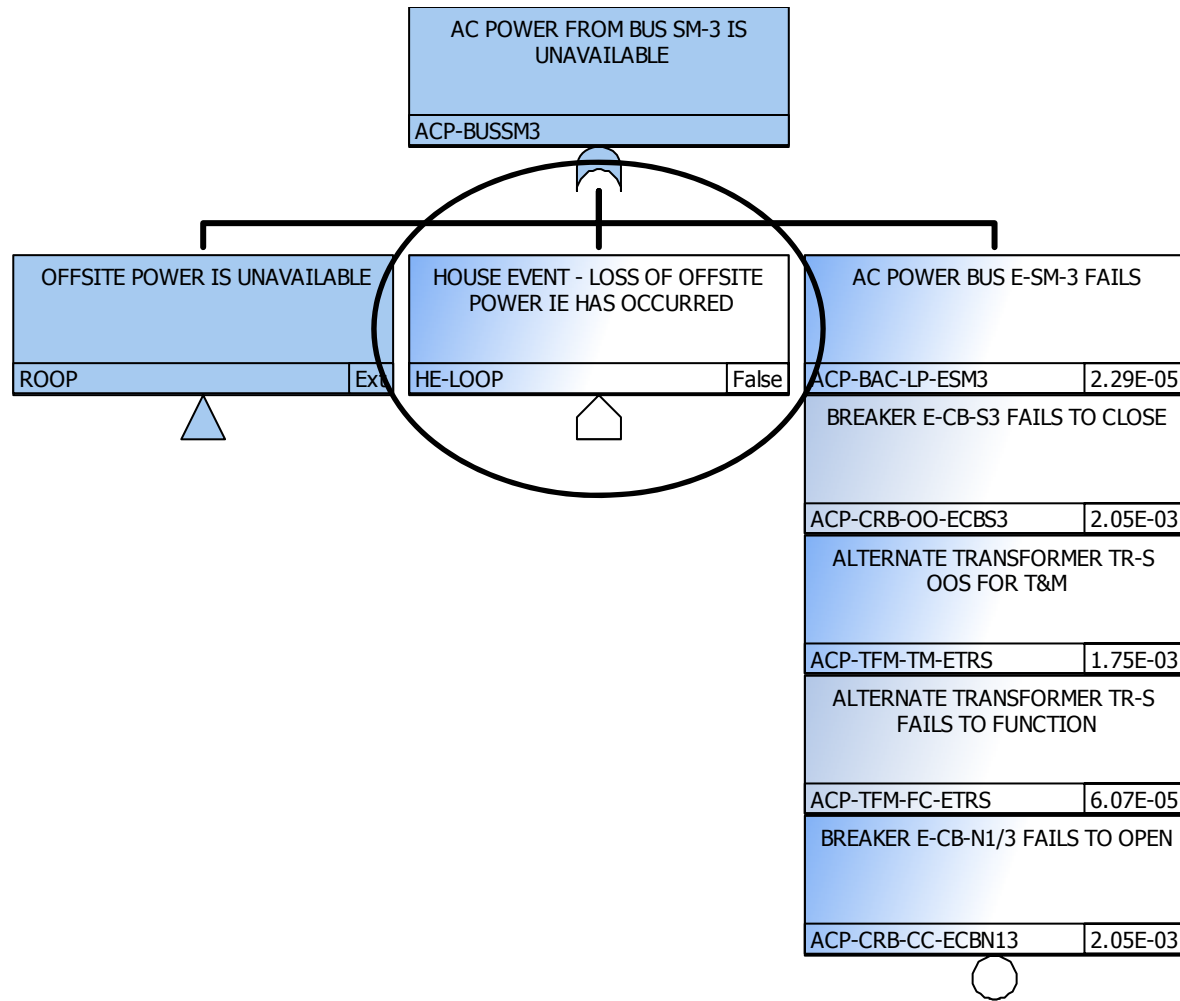 AC POWER FROM BUS SM-3 IS
UNAVAILABLE
ACP-BUSSM3
OFFSITE POWER IS UNAVAILABLE
ROOP Ext
HOUSE EVENT - LOSS OF OFFSITE
POWER IE HAS OCCURRED
HE-LOOP False
AC POWER BUS E-SM-3 FAILS
ACP-BAC-LP-ESM3 2.29E-05
BREAKER E-CB-S3 FAILS TO CLOSE
ACP-CRB-OO-ECBS3 2.05E-03
ALTERNATE TRANSFORMER TR-S
OOS FOR T&M
ACP-TFM-TM-ETRS 1.75E-03
ALTERNATE TRANSFORMER TR-S
FAILS TO FUNCTION
ACP-TFM-FC-ETRS 6.07E-05
BREAKER E-CB-N1/3 FAILS TO OPEN
ACP-CRB-CC-ECBN13 2.05E-03